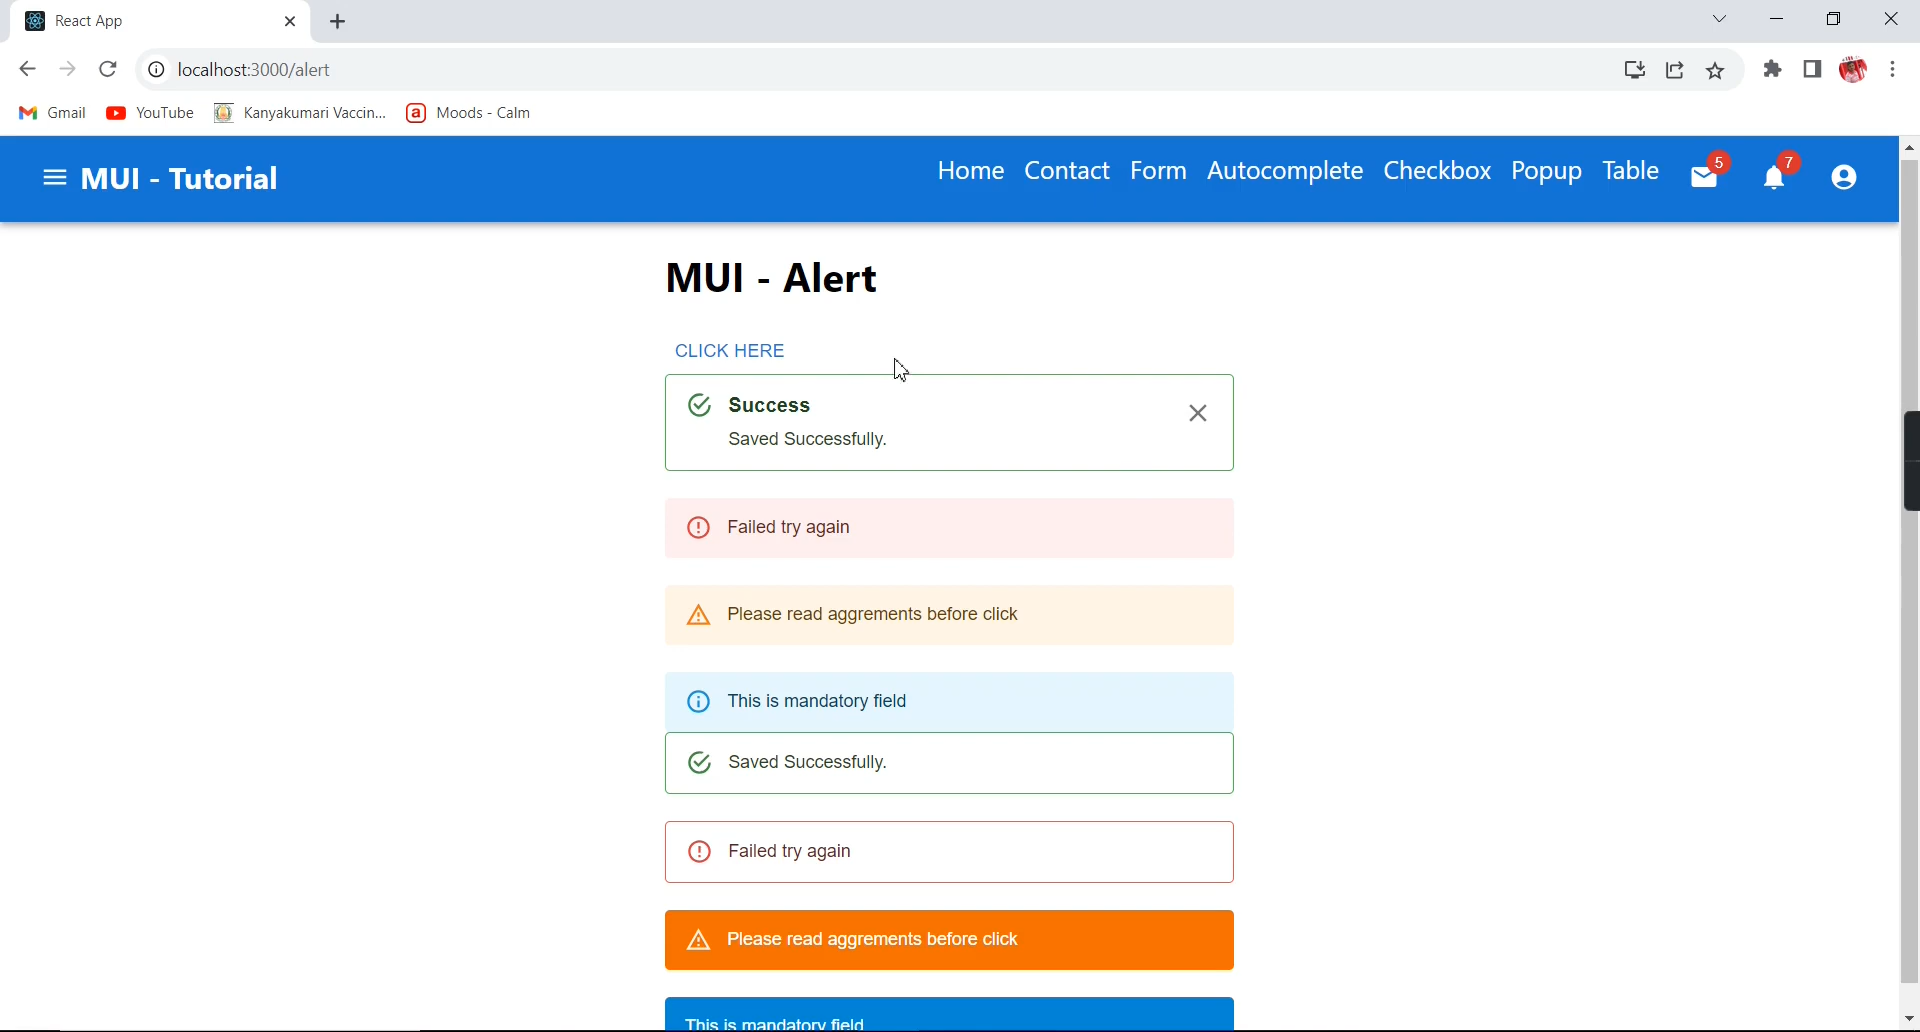 React App
localhost:3000/alert
Gmail YouTube Kanyakumari Vaccin... a Moods - Calm
MUI - Tutorial Home Contact Form Autocomplete Checkbox Popup Table 5 7
MUI - Alert
CLICK HERE
Success
Saved Successfully.
Failed try again
Please read aggrements before click
This is mandatory field
Saved Successfully.
Failed try again
Please read aggrements before click
This is mandatory field